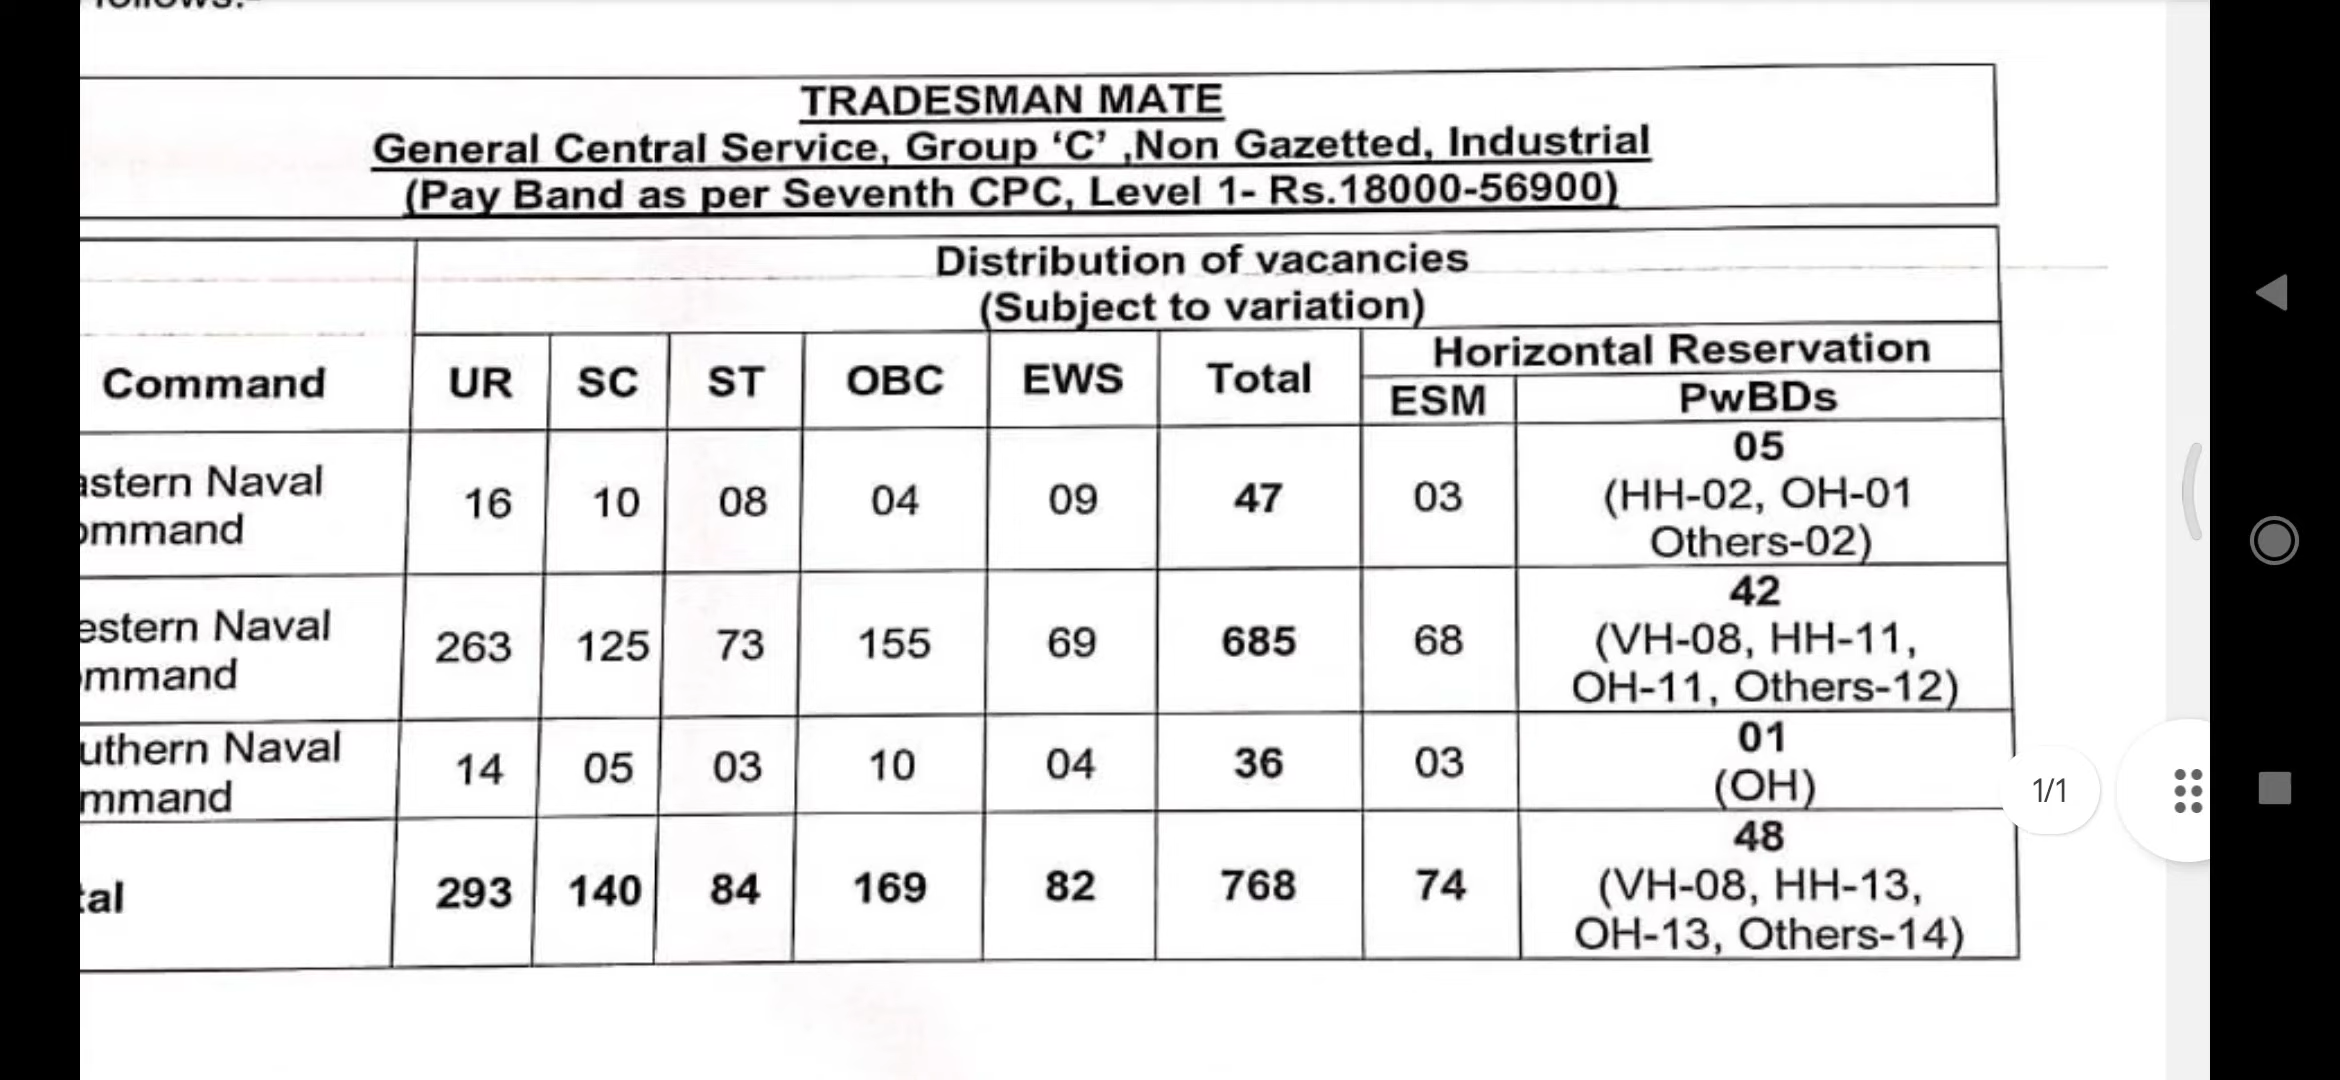 TRADESMAN MATE
General Central Service, Group ‘C’ ,Non Gazetted, Industrial
(Pay Band as per Seventh CPC, Level 1- Rs.18000-56900)
Distribution of vacancies
(Subject to variation)
Command UR SC ST OBC EWS Total Horizontal Reservation
ESM PwBDs
astern Naval
ommand
16 10 08 04 09 47 03
05
(HH-02, OH-01
Others-02)
estern Naval
mmand
263 125 73 155 69 685 68
42
(VH-08, HH-11,
OH-11, Others-12)
uthern Naval
mmand
14 05 03 10 04 36 03
01
(OH)
tal 293 140 84 169 82 768 74
48
(VH-08, HH-13,
OH-13, Others-14)
1/1